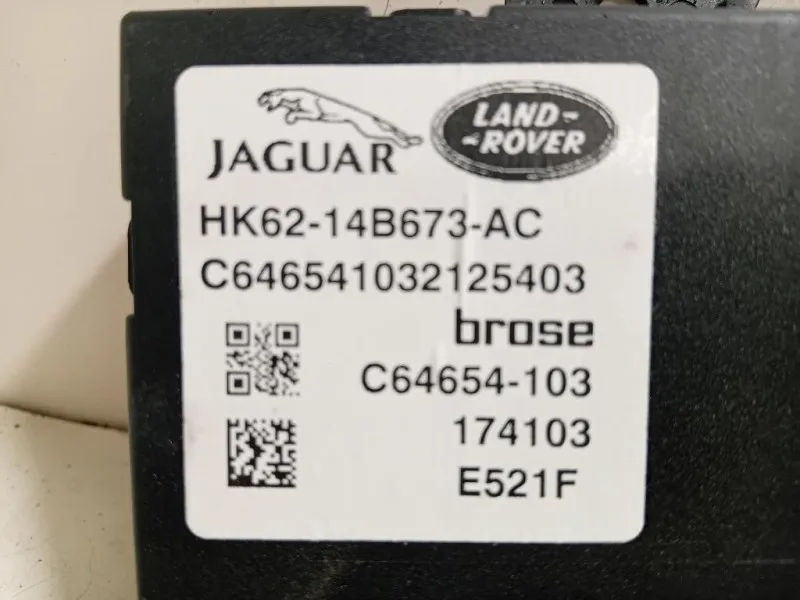 JAGUAR
LAND-
-ROVER
HK62-14B673-AC
C646541032125403
brose
C64654-103
174103
E521F